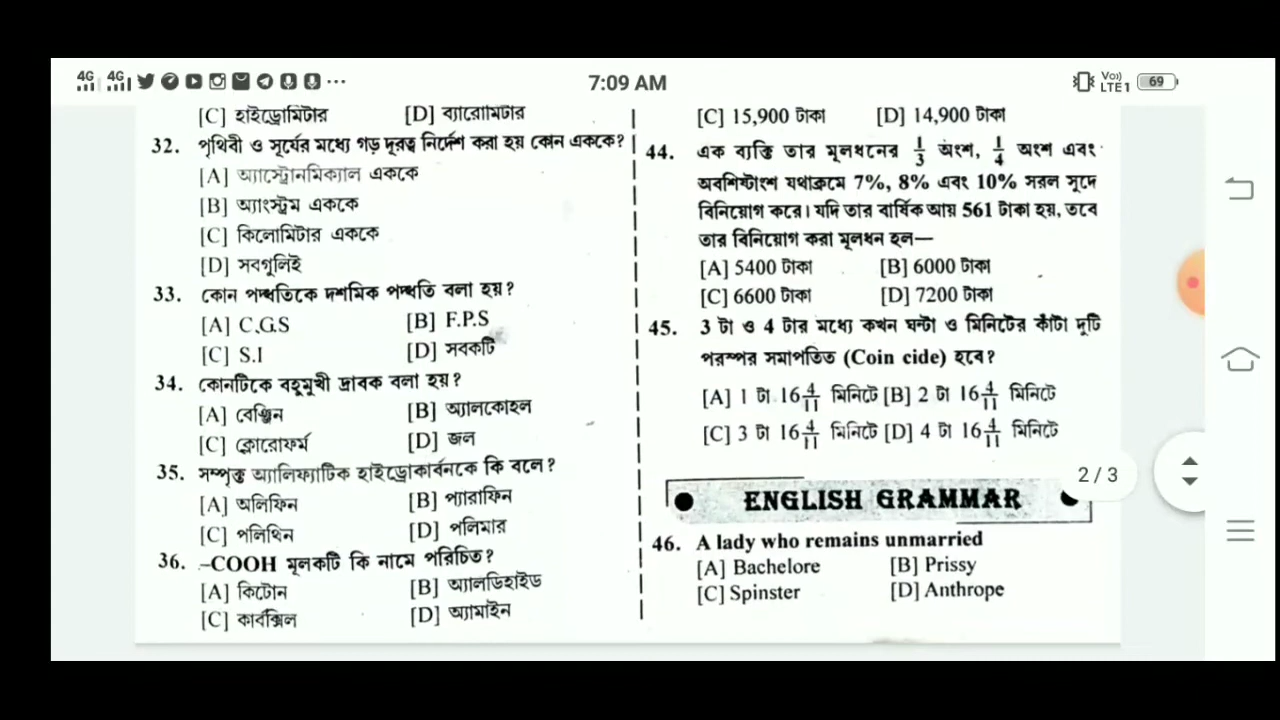 4G 4G ... 7:09 AM Vo)) LTE1 69
[C] হাইড্রোমিটার [D] ব্যারোমিটার
32. পৃথিবী ও সূর্যের মধ্যে গড় দূরত্ব নির্দেশ করা হয় কোন এককে?
[A] অ্যাস্ট্রোনমিক্যাল এককে
[B] অ্যাংস্ট্রম এককে
[C] কিলোমিটার এককে
[D] সবগুলিই
33. কোন পদ্ধতিকে দশমিক পদ্ধতি বলা হয়?
[A] C.G.S [B] F.P.S
[C] S.I [D] সবকটি
34. কোনটিকে বহুমুখী দ্রাবক বলা হয়?
[A] বেঞ্জিন [B] অ্যালকোহল
[C] ক্লোরোফর্ম [D] জল
35. সম্পৃক্ত অ্যালিফ্যাটিক হাইড্রোকার্বনকে কি বলে?
[A] অলিফিন [B] প্যারাফিন
[C] পলিথিন [D] পলিমার
36. –COOH মূলকটি কি নামে পরিচিত?
[A] কিটোন [B] অ্যালডিহাইড
[C] কার্বক্সিল [D] অ্যামাইন
[C] 15,900 টাকা [D] 14,900 টাকা
44. এক ব্যক্তি তার মূলধনের 1/3 অংশ, 1/4 অংশ এবং
অবশিষ্টাংশ যথাক্রমে 7%, 8% এবং 10% সরল সুদে
বিনিয়োগ করে। যদি তার বার্ষিক আয় 561 টাকা হয়, তবে
তার বিনিয়োগ করা মূলধন হল—
[A] 5400 টাকা [B] 6000 টাকা
[C] 6600 টাকা [D] 7200 টাকা
45. 3 টা ও 4 টার মধ্যে কখন ঘন্টা ও মিনিটের কাঁটা দুটি
পরস্পর সমাপতিত (Coin cide) হবে?
[A] 1 টা 16 4/11 মিনিটে [B] 2 টা 16 4/11 মিনিটে
[C] 3 টা 16 4/11 মিনিটে [D] 4 টা 16 4/11 মিনিটে
2 / 3
ENGLISH GRAMMAR
46. A lady who remains unmarried
[A] Bachelore [B] Prissy
[C] Spinster [D] Anthrope